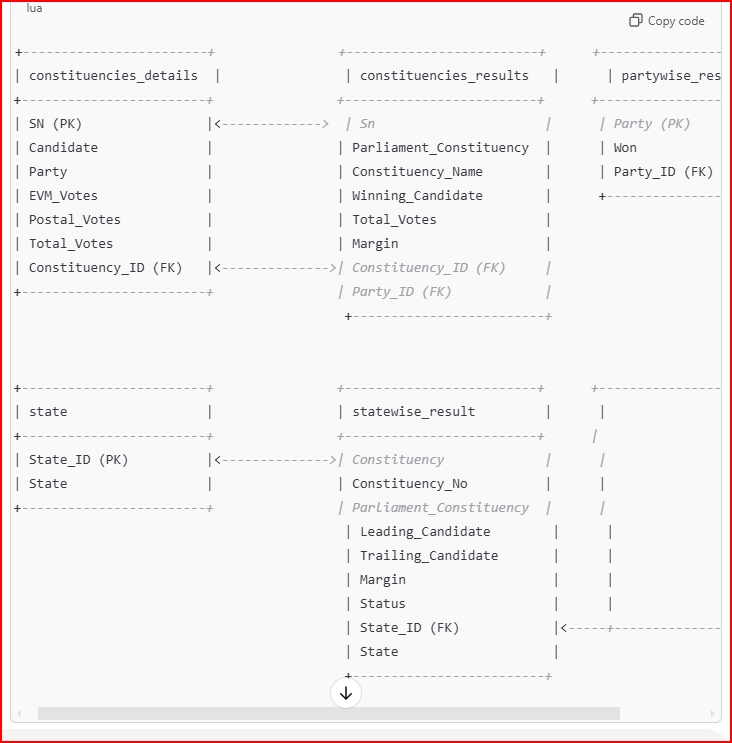 lua
Copy code
+------------------------+                +------------------------+      +----------------
| constituencies_details  |                | constituencies_results   |      | partywise_res
+------------------------+                +------------------------+      +----------------
| SN (PK)                |<------------->  | Sn                     |      | Party (PK)
| Candidate              |               | Parliament_Constituency  |      | Won
| Party                  |               | Constituency_Name        |      | Party_ID (FK)
| EVM_Votes              |               | Winning_Candidate        |      +---------------
| Postal_Votes           |               | Total_Votes              |
| Total_Votes            |               | Margin                   |
| Constituency_ID (FK)   |<-------------->| Constituency_ID (FK)     |
+------------------------+               | Party_ID (FK)            |
+-------------------------+
+------------------------+                +-------------------------+      +----------------
| state                  |                | statewise_result         |      |
+------------------------+                +-------------------------+      |
| State_ID (PK)          |<-------------->| Constituency             |      |
| State                  |                | Constituency_No          |      |
+------------------------+                | Parliament_Constituency  |      |
| Leading_Candidate        |      |
| Trailing_Candidate       |      |
| Margin                   |      |
| Status                   |      |
| State_ID (FK)            |<-----+--------------
| State                    |
+-------------------------+